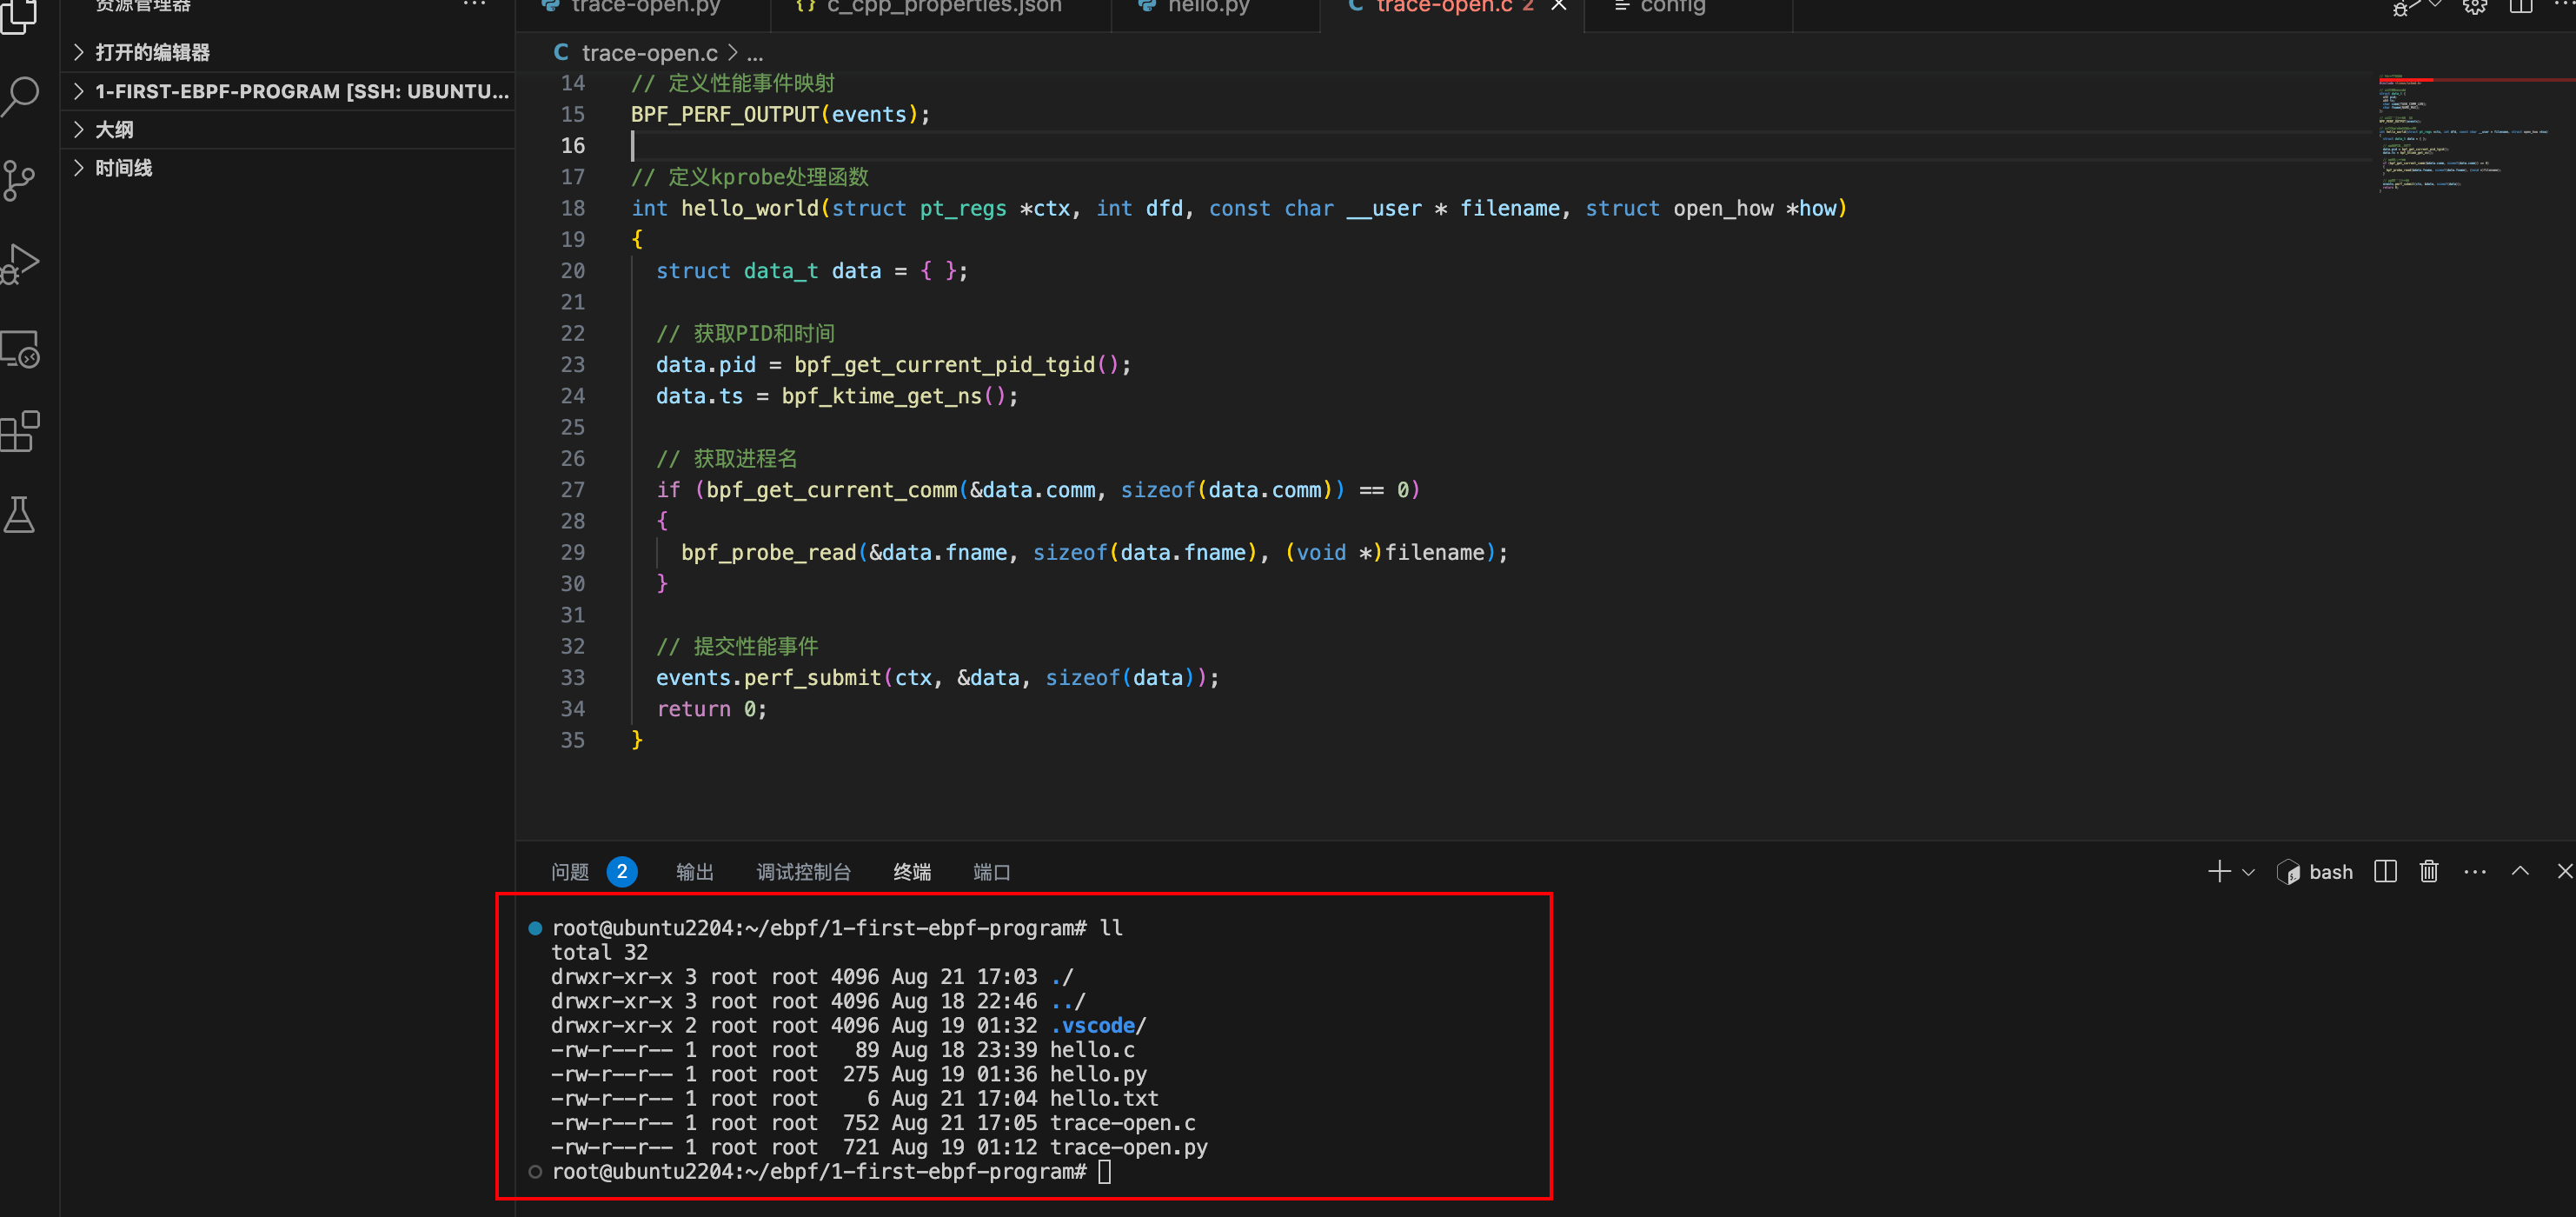 资源管理器
...
打开的编辑器
1-FIRST-EBPF-PROGRAM [SSH: UBUNTU...
大纲
时间线
trace-open.py
{} c_cpp_properties.json
hello.py
C trace-open.c 2
config
C trace-open.c > ...
14 // 定义性能事件映射
15 BPF_PERF_OUTPUT(events);
16
17 // 定义kprobe处理函数
18 int hello_world(struct pt_regs *ctx, int dfd, const char __user * filename, struct open_how *how)
19 {
20   struct data_t data = { };
21
22   // 获取PID和时间
23   data.pid = bpf_get_current_pid_tgid();
24   data.ts = bpf_ktime_get_ns();
25
26   // 获取进程名
27   if (bpf_get_current_comm(&data.comm, sizeof(data.comm)) == 0)
28   {
29     bpf_probe_read(&data.fname, sizeof(data.fname), (void *)filename);
30   }
31
32   // 提交性能事件
33   events.perf_submit(ctx, &data, sizeof(data));
34   return 0;
35 }
问题 2 输出 调试控制台 终端 端口
bash
root@ubuntu2204:~/ebpf/1-first-ebpf-program# ll
total 32
drwxr-xr-x 3 root root 4096 Aug 21 17:03 ./
drwxr-xr-x 3 root root 4096 Aug 18 22:46 ../
drwxr-xr-x 2 root root 4096 Aug 19 01:32 .vscode/
-rw-r--r-- 1 root root   89 Aug 18 23:39 hello.c
-rw-r--r-- 1 root root  275 Aug 19 01:36 hello.py
-rw-r--r-- 1 root root    6 Aug 21 17:04 hello.txt
-rw-r--r-- 1 root root  752 Aug 21 17:05 trace-open.c
-rw-r--r-- 1 root root  721 Aug 19 01:12 trace-open.py
root@ubuntu2204:~/ebpf/1-first-ebpf-program#